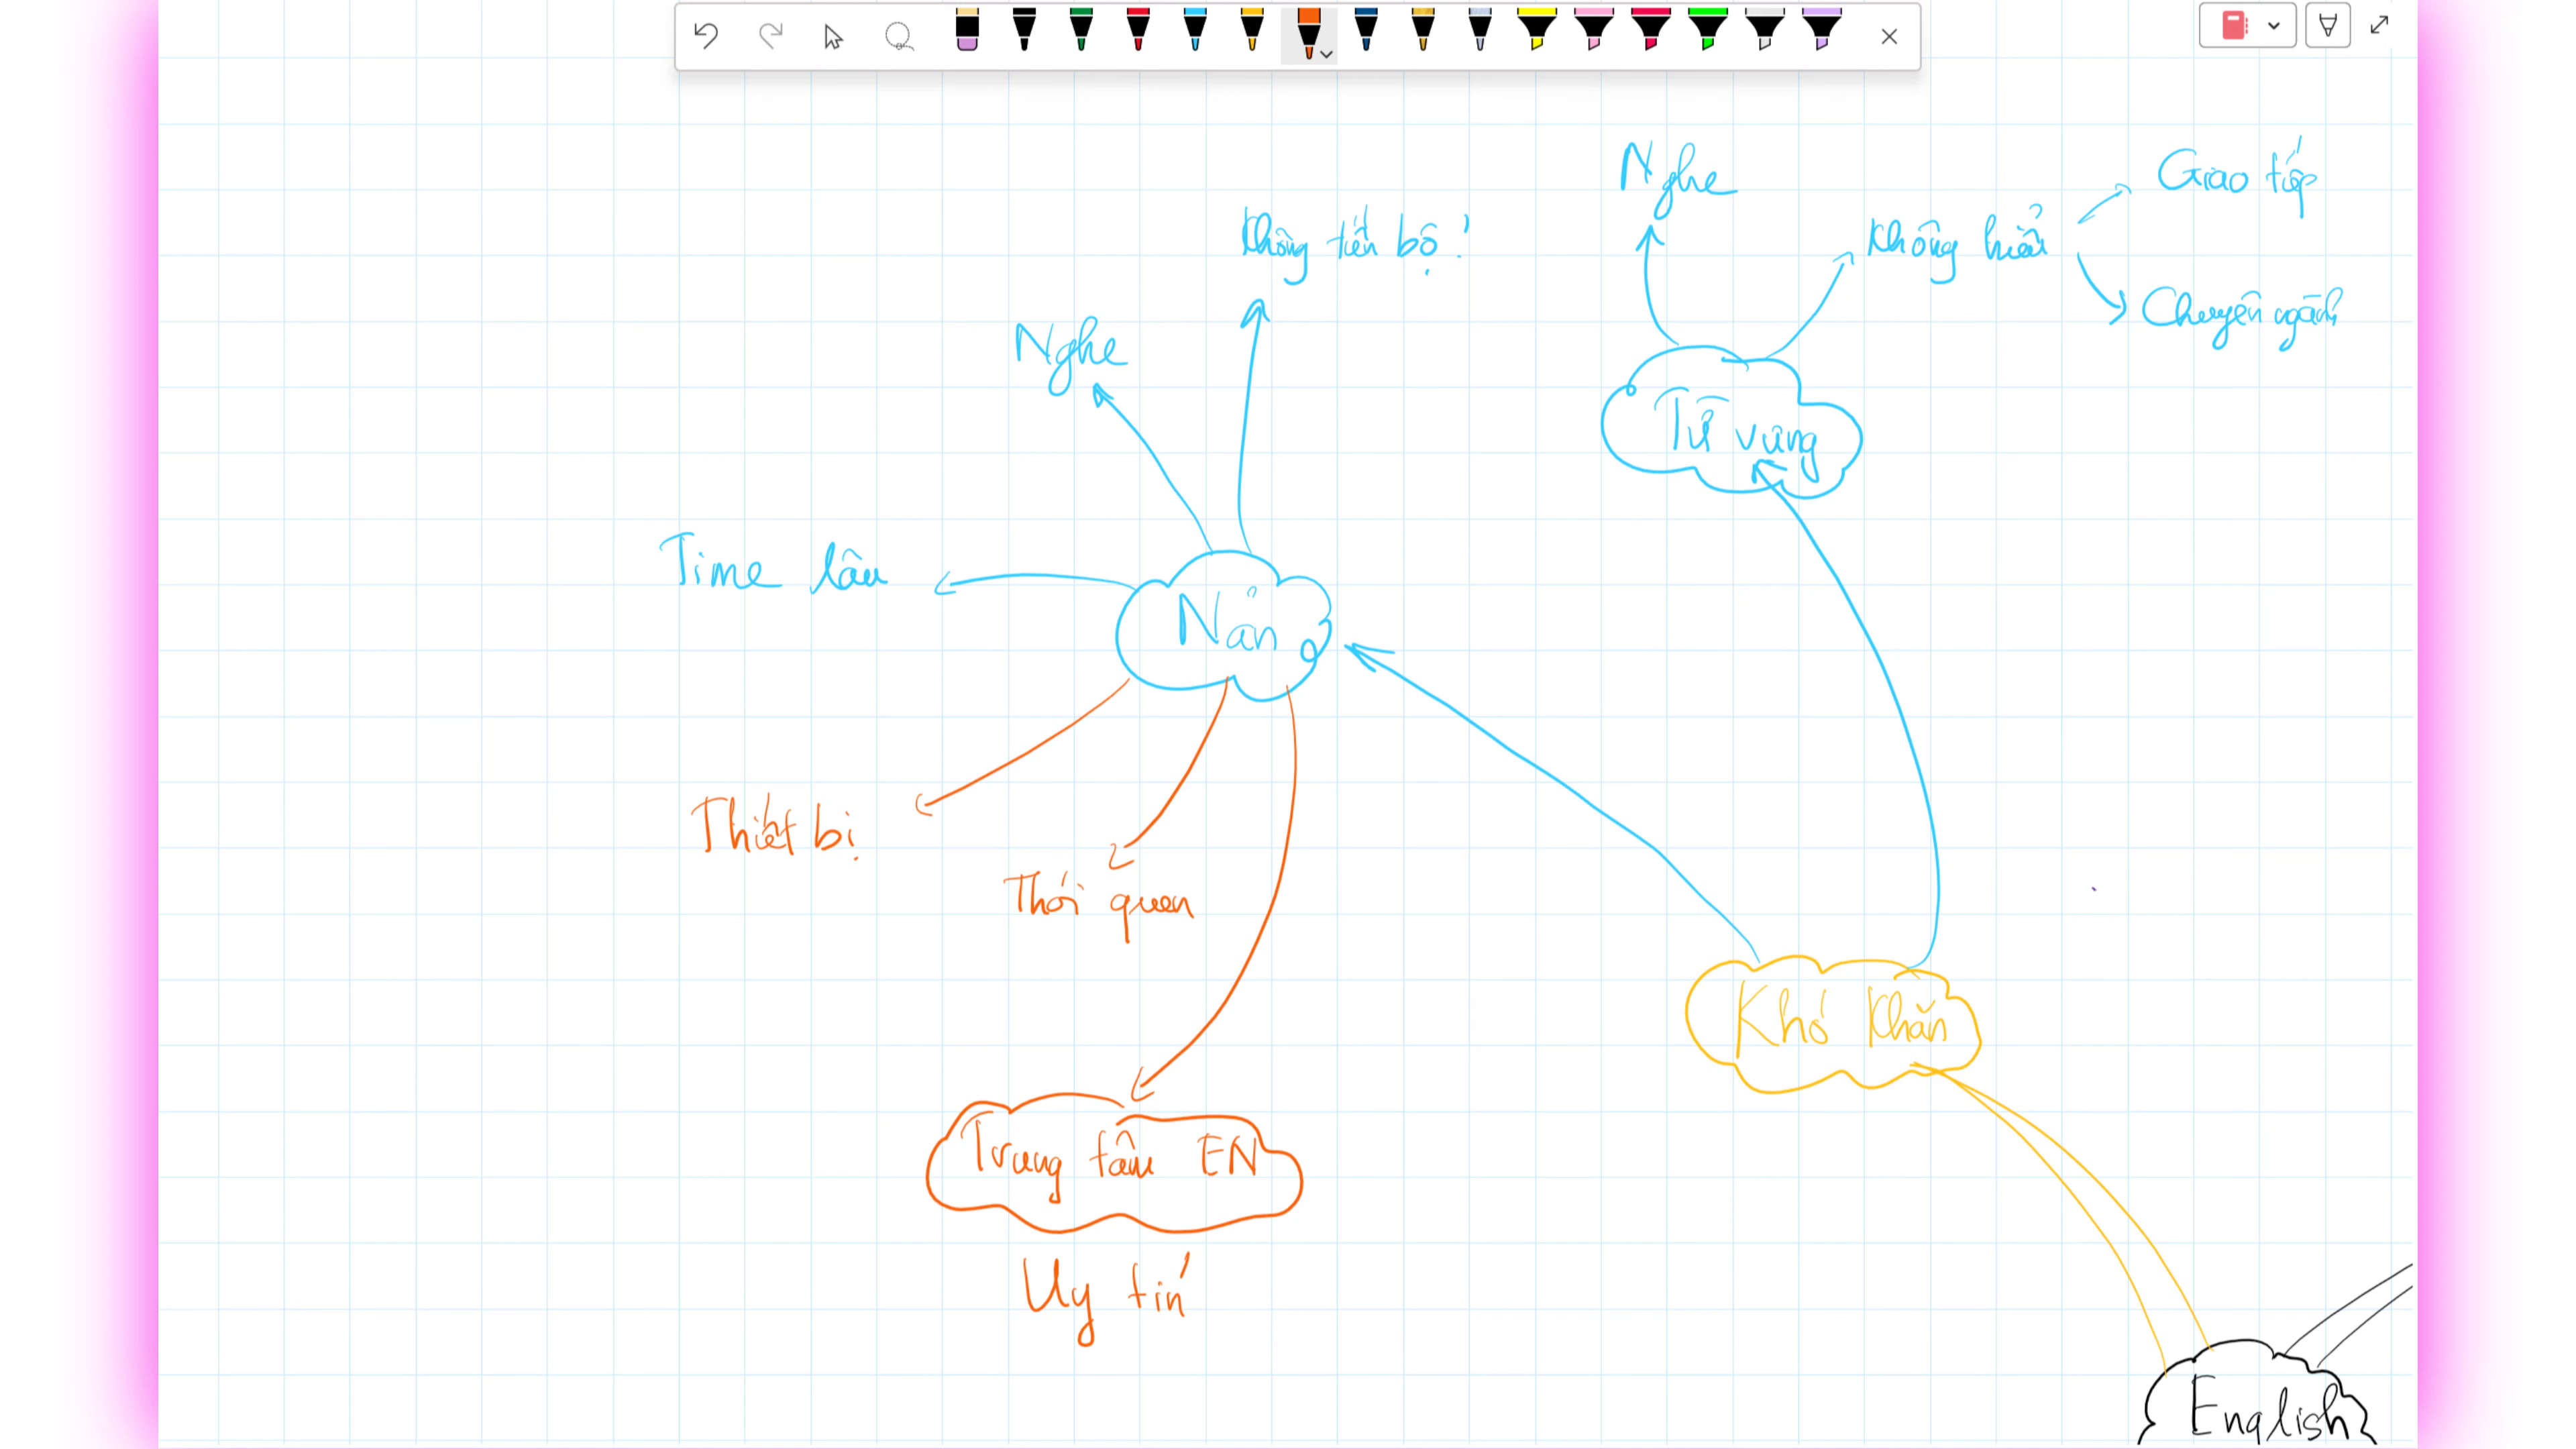 Nghe
Giao tiếp
Không tiến bộ!
Không hiểu
Chuyên ngành
Nghe
Từ vựng
Time lâu
Nản
Thiết bị
Thói quen
Khó khăn
Trung tâm EN
Uy tín
English